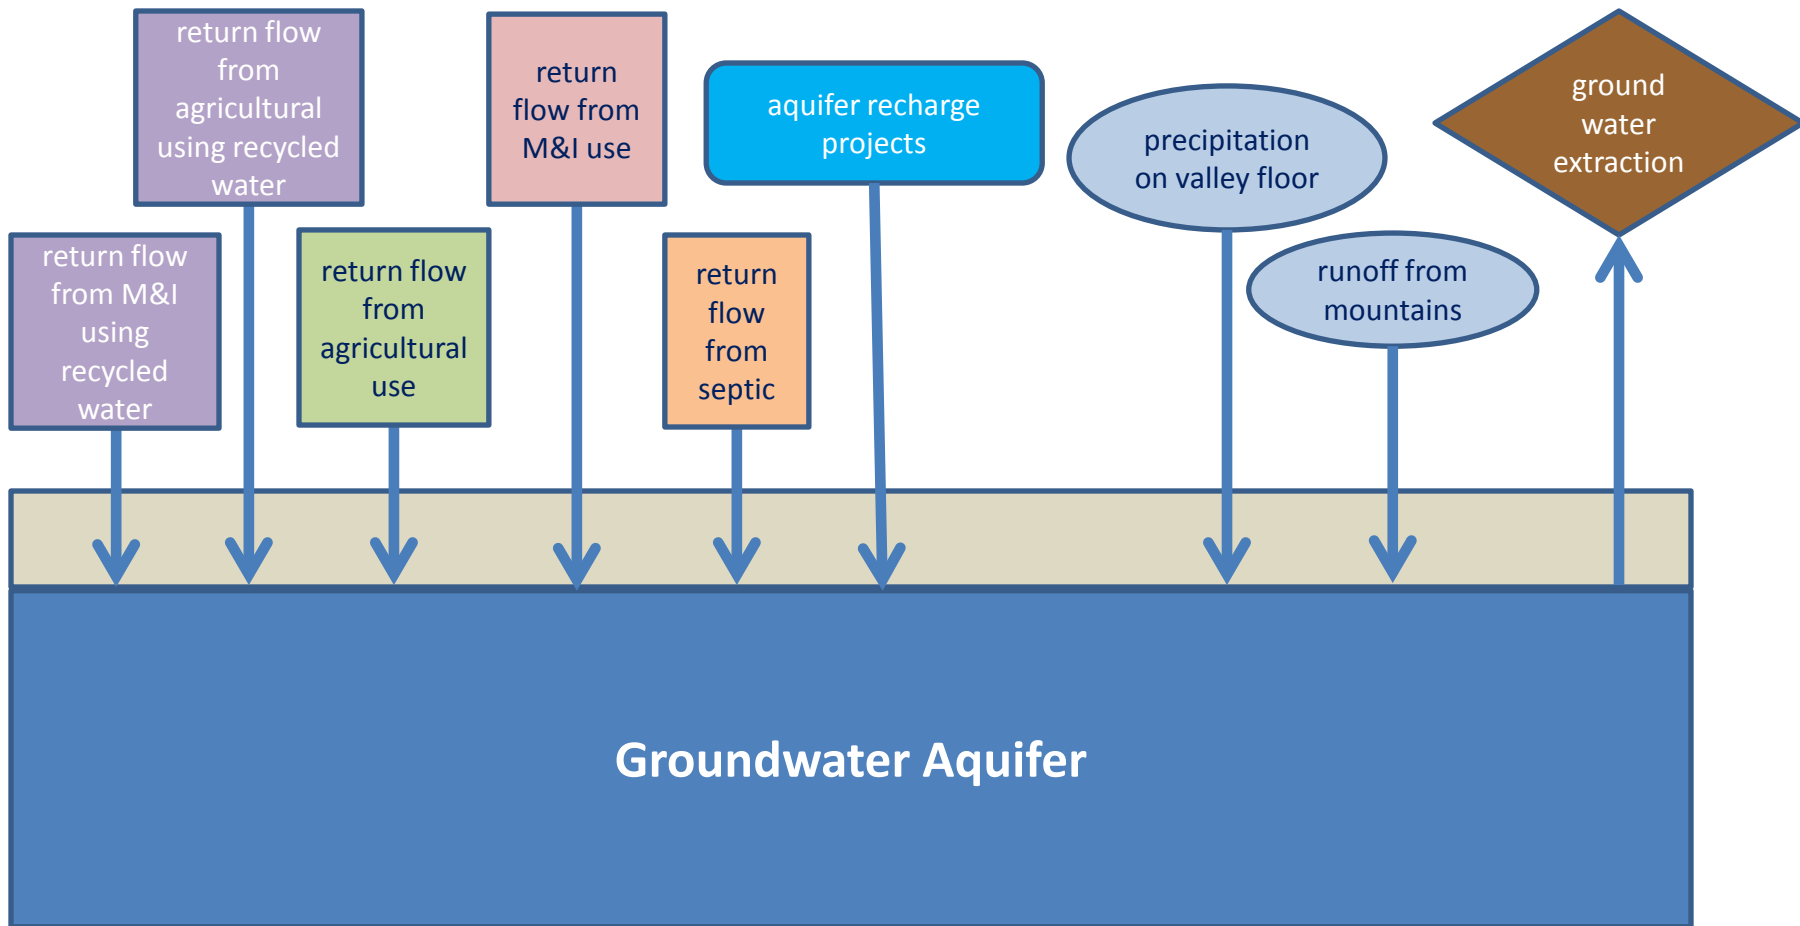 return flow
from
agricultural
using recycled
water
return
flow from
M&I use
aquifer recharge
projects
precipitation
on valley floor
ground
water
extraction
return flow
from M&I
using
recycled
water
return flow
from
agricultural
use
return
flow
from
septic
runoff from
mountains
Groundwater Aquifer